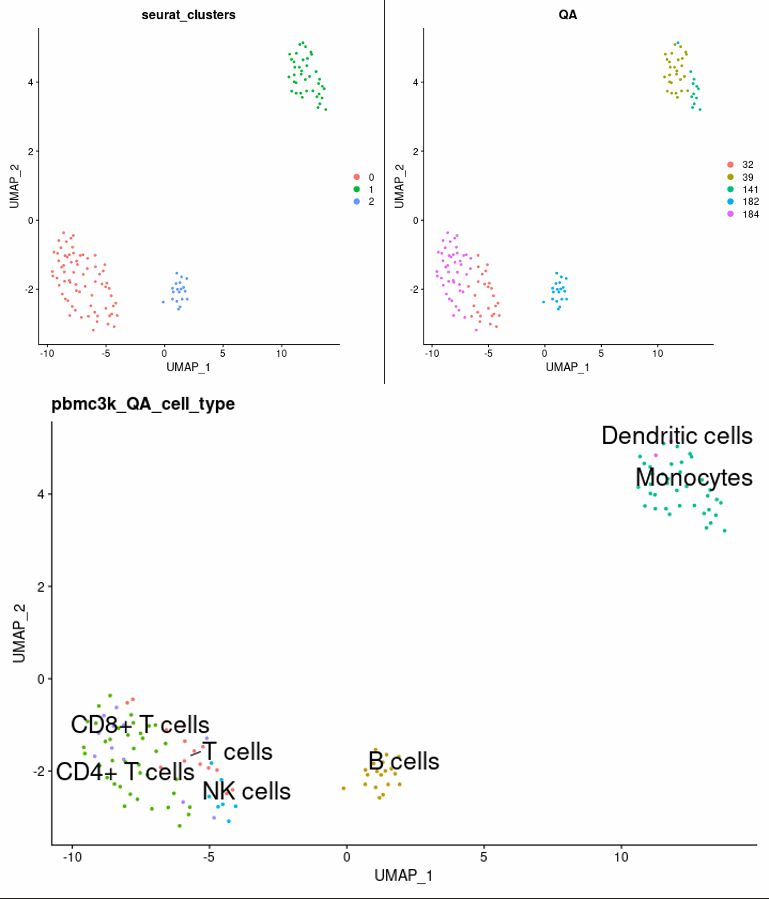 seurat_clusters
UMAP_2
4
2
0
-2
-10
-5
0
5
10
UMAP_1
0
1
2
QA
UMAP_2
4
2
0
-2
-10
-5
0
5
10
UMAP_1
32
39
141
182
184
pbmc3k_QA_cell_type
UMAP_2
4
2
0
-2
-10
-5
0
5
10
UMAP_1
Dendritic cells
Monocytes
CD8+ T cells
T cells
CD4+ T cells
NK cells
B cells